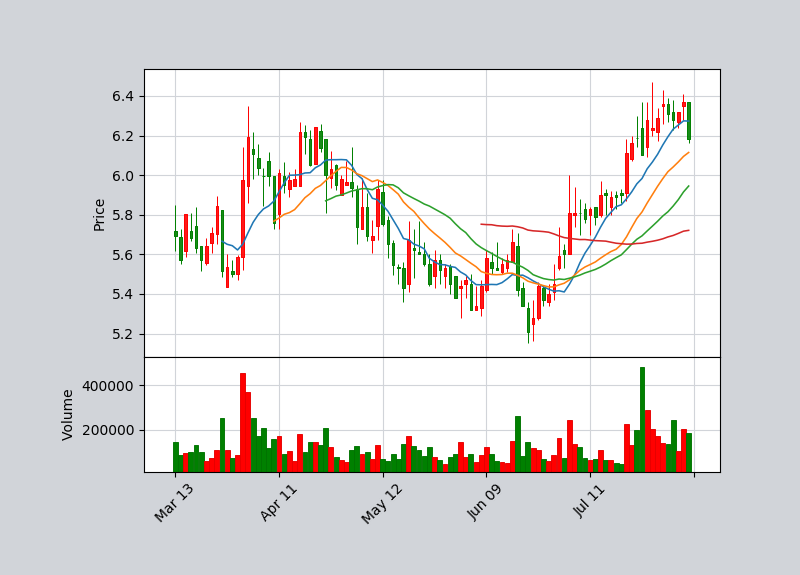 Price
6.4
6.2
6.0
5.8
5.6
5.4
5.2
Volume
400000
200000
Mar 13
Apr 11
May 12
Jun 09
Jul 11